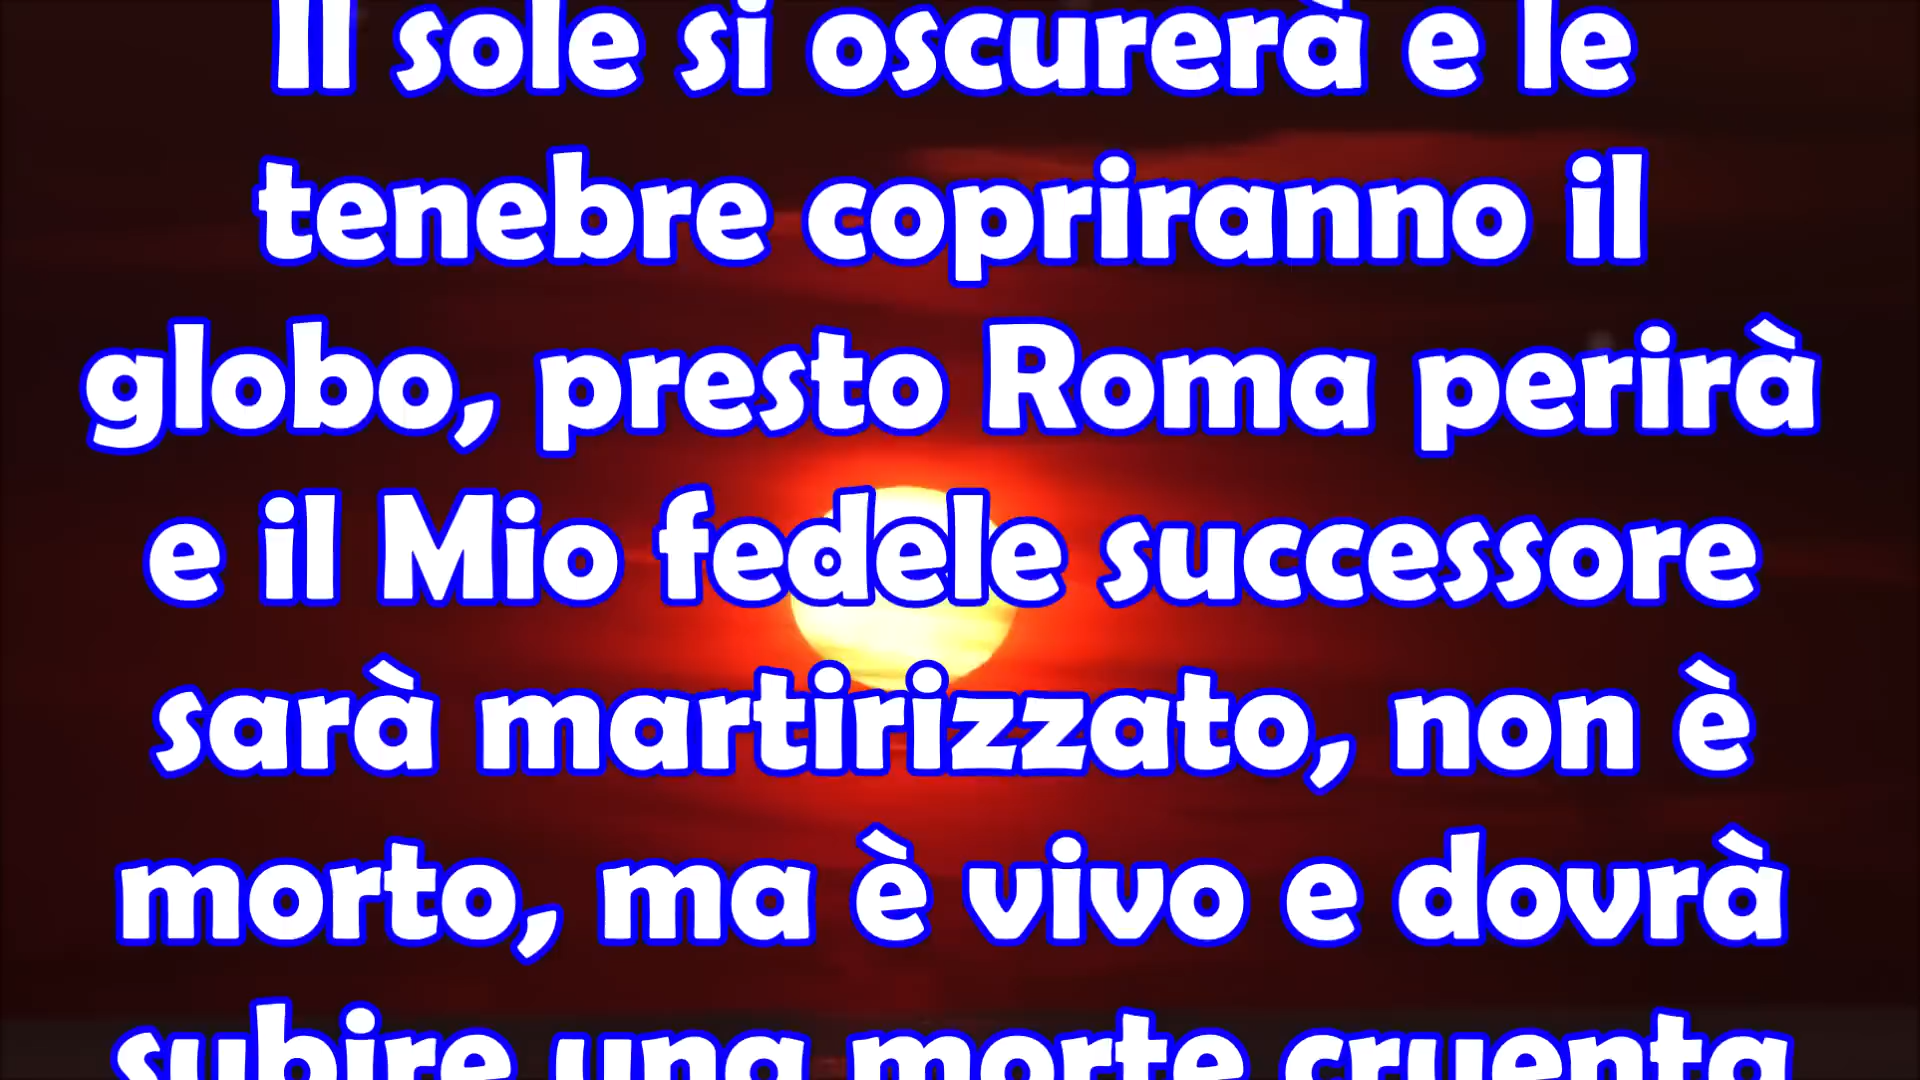 Il sole si oscurerà e le
tenebre copriranno il
globo, presto Roma perirà
e il Mio fedele successore
sarà martirizzato, non è
morto, ma è vivo e dovrà
subire una morte cruenta